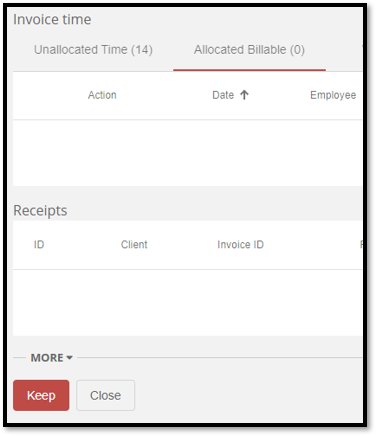 Invoice time
Unallocated Time (14) Allocated Billable (0)
Action Date Employee
Receipts
ID Client Invoice ID
MORE
Keep Close